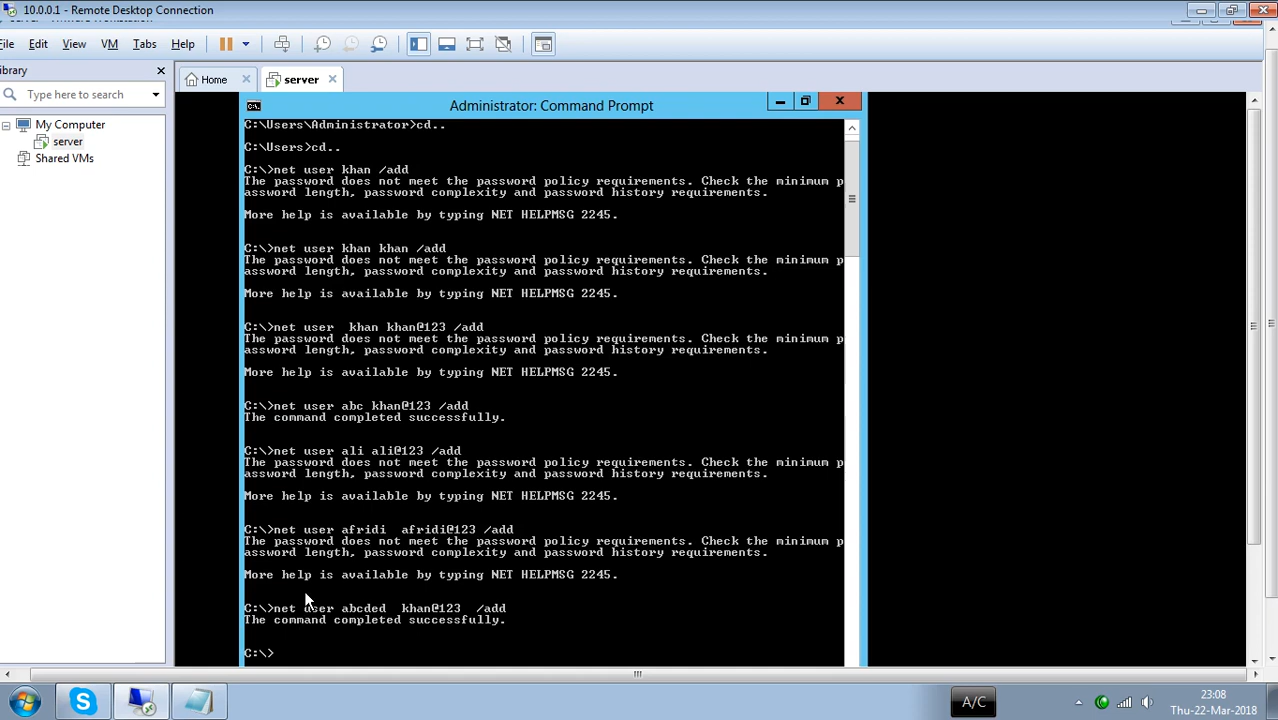 10.0.0.1 - Remote Desktop Connection
File Edit View VM Tabs Help
Library
Type here to search
My Computer
server
Shared VMs
Home
server
Administrator: Command Prompt
C:\Users\Administrator>cd..
C:\Users>cd..
C:\>net user khan /add
The password does not meet the password policy requirements. Check the minimum p
assword length, password complexity and password history requirements.
More help is available by typing NET HELPMSG 2245.
C:\>net user khan khan /add
The password does not meet the password policy requirements. Check the minimum p
assword length, password complexity and password history requirements.
More help is available by typing NET HELPMSG 2245.
C:\>net user  khan khan@123 /add
The password does not meet the password policy requirements. Check the minimum p
assword length, password complexity and password history requirements.
More help is available by typing NET HELPMSG 2245.
C:\>net user abc khan@123 /add
The command completed successfully.
C:\>net user ali ali@123 /add
The password does not meet the password policy requirements. Check the minimum p
assword length, password complexity and password history requirements.
More help is available by typing NET HELPMSG 2245.
C:\>net user afridi  afridi@123 /add
The password does not meet the password policy requirements. Check the minimum p
assword length, password complexity and password history requirements.
More help is available by typing NET HELPMSG 2245.
C:\>net user abcded  khan@123  /add
The command completed successfully.
C:\>
A/C
23:08
Thu-22-Mar-2018